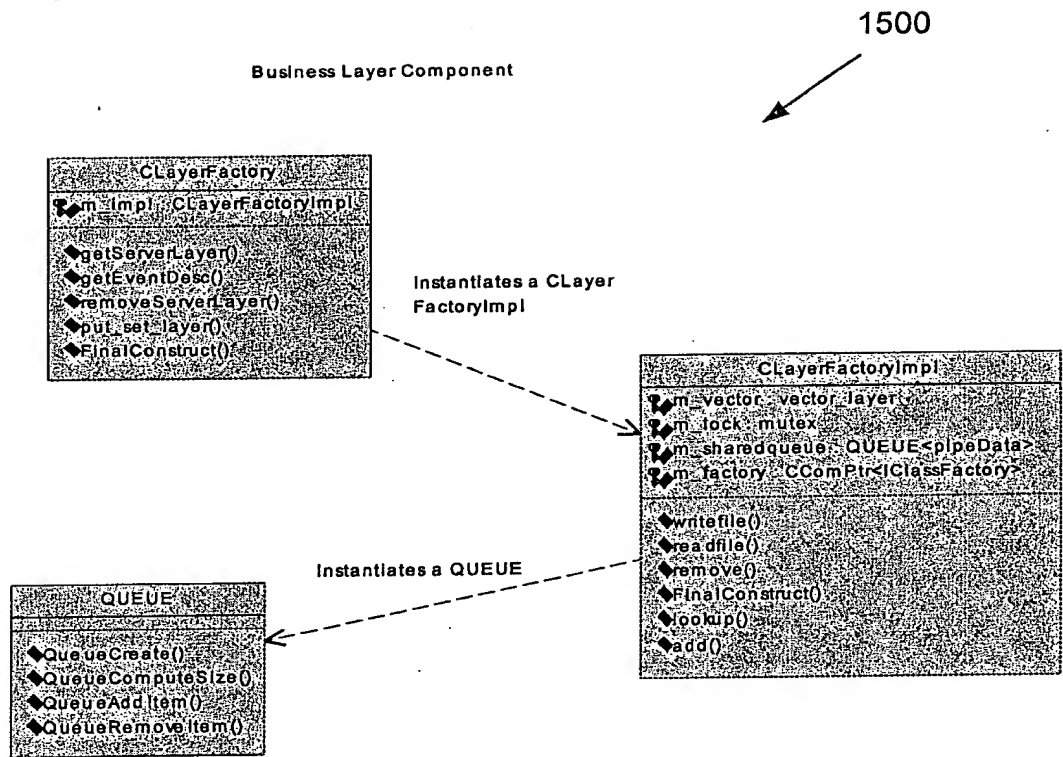 1500
Business Layer Component
CLayerFactory
m_Impl : CLayerFactoryImpl
getServerLayer()
getEventDesc()
removeServerLayer()
put_set_layer()
FinalConstruct()
Instantiates a CLayer
FactoryImpl
CLayerFactoryImpl
m_vector : vector_layer
m_lock : mutex
m_sharedqueue : QUEUE<pipeData>
m_factory : CComPtr<IClassFactory>
writefile()
readfile()
remove()
FinalConstruct()
lookup()
add()
Instantiates a QUEUE
QUEUE
QueueCreate()
QueueComputeSize()
QueueAddItem()
QueueRemoveItem()